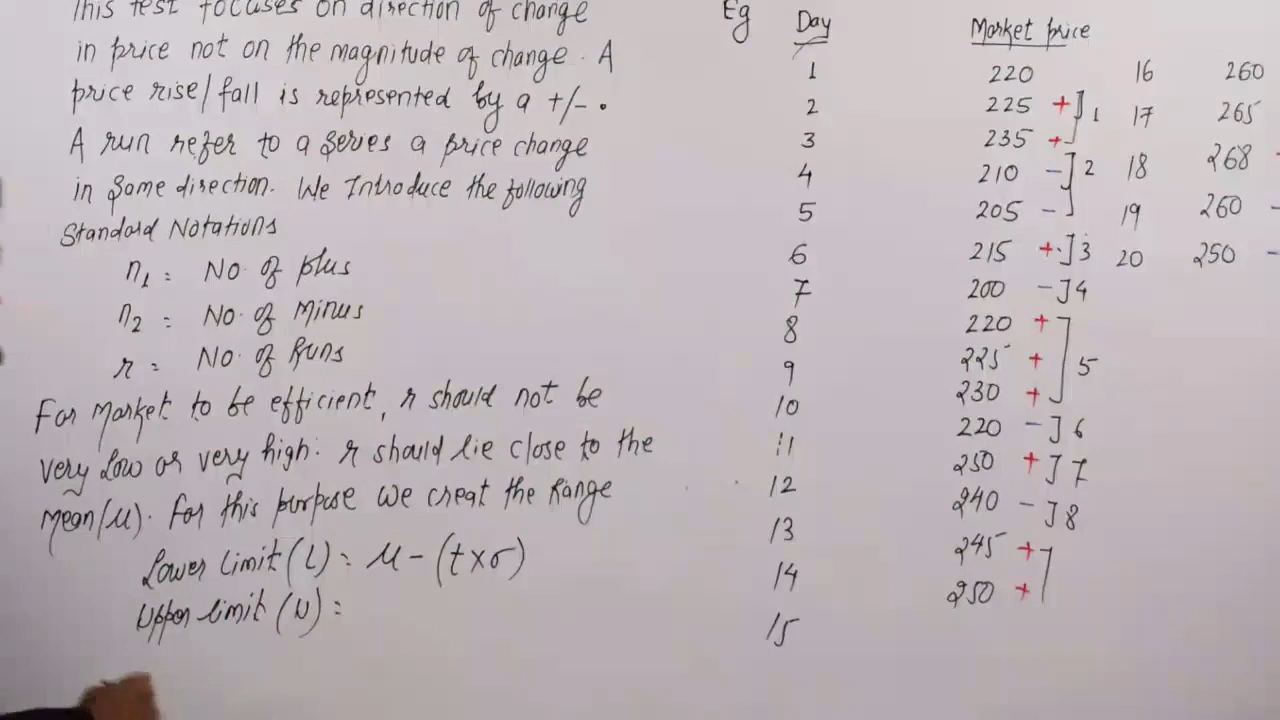 This test focuses on direction of change
in price not on the magnitude of change. A
price rise/fall is represented by a +/-.
A run refer to a series a price change
in same direction. We Introduce the following
Standard Notations
n1 = No. of plus
n2 = No. of Minus
r = No. of Runs
For Market to be efficient, r should not be
very low or very high. r should lie close to the
Mean (μ). For this purpose we creat the Range
Lower Limit (L) = μ - (t×σ)
Upper limit (U) =
Eg Day Market price
1 220
2 225 +
3 235 + ] 1
4 210 -
5 205 - ] 2
6 215 + ] 3
7 200 - ] 4
8 220 +
9 225 + ] 5
10 230 +
11 220 - ] 6
12 250 + ] 7
13 240 - ] 8
14 245 +
15 250 + ]
16 260
17 265
18 268
19 260 -
20 250 -